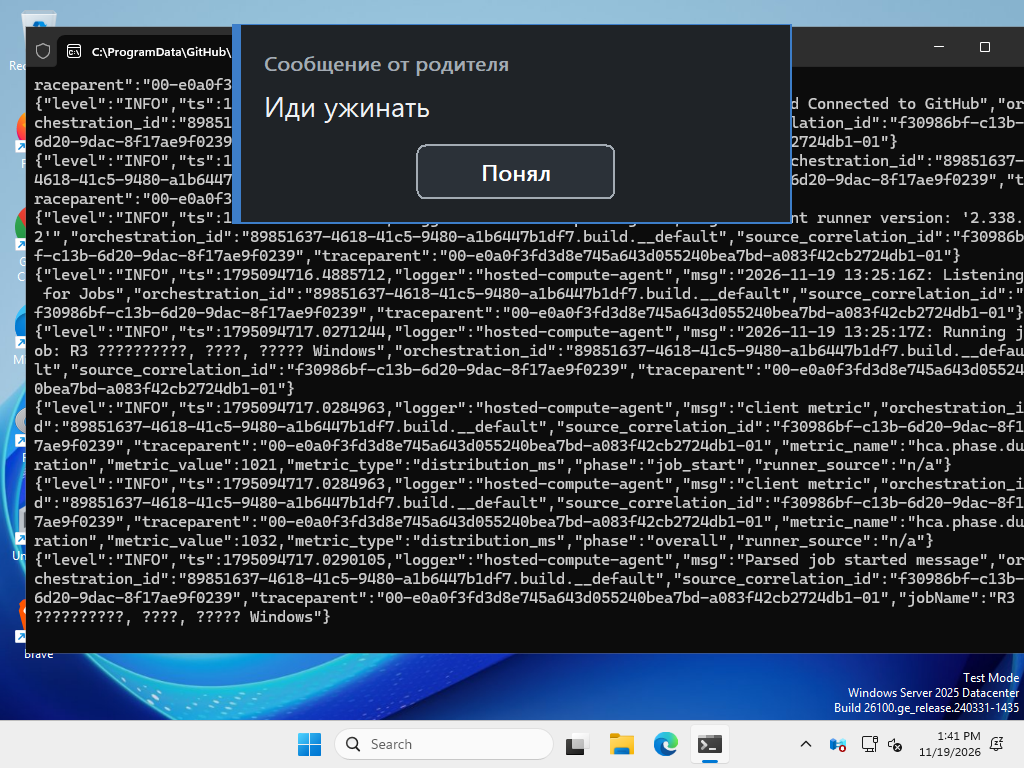 Сообщение от родителя
Иди ужинать
Понял
C:\ProgramData\GitHub\
raceparent":"00-e0a0f3
{"level":"INFO","ts":1 d Connected to GitHub","or
chestration_id":"89851 lation_id":"f30986bf-c13b-
6d20-9dac-8f17ae9f0239 2724db1-01"}
{"level":"INFO","ts":1 chestration_id":"89851637-
4618-41c5-9480-a1b6447 6d20-9dac-8f17ae9f0239","t
raceparent":"00-e0a0f3
{"level":"INFO","ts":1 nt runner version: '2.338.
2'","orchestration_id":"89851637-4618-41c5-9480-a1b6447b1df7.build.__default","source_correlation_id":"f30986b
f-c13b-6d20-9dac-8f17ae9f0239","traceparent":"00-e0a0f3fd3d8e745a643d055240bea7bd-a083f42cb2724db1-01"}
{"level":"INFO","ts":1795094716.4885712,"logger":"hosted-compute-agent","msg":"2026-11-19 13:25:16Z: Listening
for Jobs","orchestration_id":"89851637-4618-41c5-9480-a1b6447b1df7.build.__default","source_correlation_id":"
f30986bf-c13b-6d20-9dac-8f17ae9f0239","traceparent":"00-e0a0f3fd3d8e745a643d055240bea7bd-a083f42cb2724db1-01"}
{"level":"INFO","ts":1795094717.0271244,"logger":"hosted-compute-agent","msg":"2026-11-19 13:25:17Z: Running j
ob: R3 ??????????, ????, ????? Windows","orchestration_id":"89851637-4618-41c5-9480-a1b6447b1df7.build.__defau
lt","source_correlation_id":"f30986bf-c13b-6d20-9dac-8f17ae9f0239","traceparent":"00-e0a0f3fd3d8e745a643d05524
0bea7bd-a083f42cb2724db1-01"}
{"level":"INFO","ts":1795094717.0284963,"logger":"hosted-compute-agent","msg":"client metric","orchestration_i
d":"89851637-4618-41c5-9480-a1b6447b1df7.build.__default","source_correlation_id":"f30986bf-c13b-6d20-9dac-8f1
7ae9f0239","traceparent":"00-e0a0f3fd3d8e745a643d055240bea7bd-a083f42cb2724db1-01","metric_name":"hca.phase.du
ration","metric_value":1021,"metric_type":"distribution_ms","phase":"job_start","runner_source":"n/a"}
{"level":"INFO","ts":1795094717.0284963,"logger":"hosted-compute-agent","msg":"client metric","orchestration_i
d":"89851637-4618-41c5-9480-a1b6447b1df7.build.__default","source_correlation_id":"f30986bf-c13b-6d20-9dac-8f1
7ae9f0239","traceparent":"00-e0a0f3fd3d8e745a643d055240bea7bd-a083f42cb2724db1-01","metric_name":"hca.phase.du
ration","metric_value":1032,"metric_type":"distribution_ms","phase":"overall","runner_source":"n/a"}
{"level":"INFO","ts":1795094717.0290105,"logger":"hosted-compute-agent","msg":"Parsed job started message","or
chestration_id":"89851637-4618-41c5-9480-a1b6447b1df7.build.__default","source_correlation_id":"f30986bf-c13b-
6d20-9dac-8f17ae9f0239","traceparent":"00-e0a0f3fd3d8e745a643d055240bea7bd-a083f42cb2724db1-01","jobName":"R3
??????????, ????, ????? Windows"}
Brave
Test Mode
Windows Server 2025 Datacenter
Build 26100.ge_release.240331-1435
Search
1:41 PM
11/19/2026